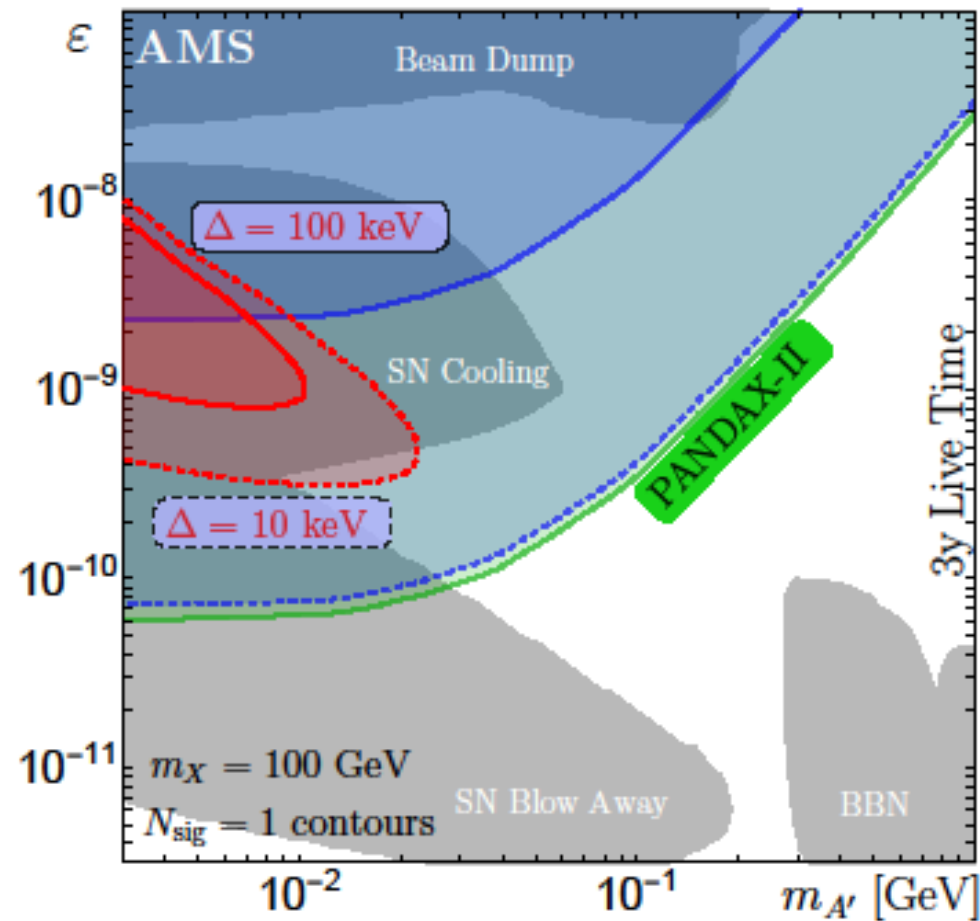 ε
AMS
Beam Dump
10⁻⁸
Δ = 100 keV
SN Cooling
10⁻⁹
PANDAX-II
3y Live Time
Δ = 10 keV
10⁻¹⁰
10⁻¹¹
m_X = 100 GeV
N_sig = 1 contours
SN Blow Away
BBN
10⁻²
10⁻¹
m_A′ [GeV]